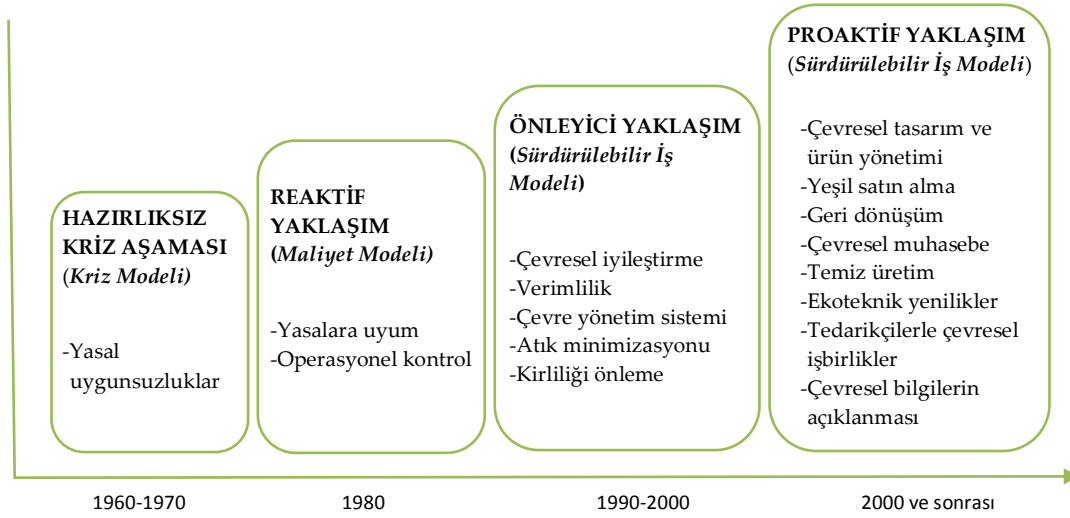 HAZIRLIKSIZ
KRİZ AŞAMASI
(Kriz Modeli)
-Yasal
uygunsuzluklar
REAKTİF
YAKLAŞIM
(Maliyet Modeli)
-Yasalara uyum
-Operasyonel kontrol
ÖNLEYİCİ YAKLAŞIM
(Sürdürülebilir İş
Modeli)
-Çevresel iyileştirme
-Verimlilik
-Çevre yönetim sistemi
-Atık minimizasyonu
-Kirliliği önleme
PROAKTİF YAKLAŞIM
(Sürdürülebilir İş Modeli)
-Çevresel tasarım ve
ürün yönetimi
-Yeşil satın alma
-Geri dönüşüm
-Çevresel muhasebe
-Temiz üretim
-Ekoteknik yenilikler
-Tedarikçilerle çevresel
işbirlikler
-Çevresel bilgilerin
açıklanması
1960-1970
1980
1990-2000
2000 ve sonrası